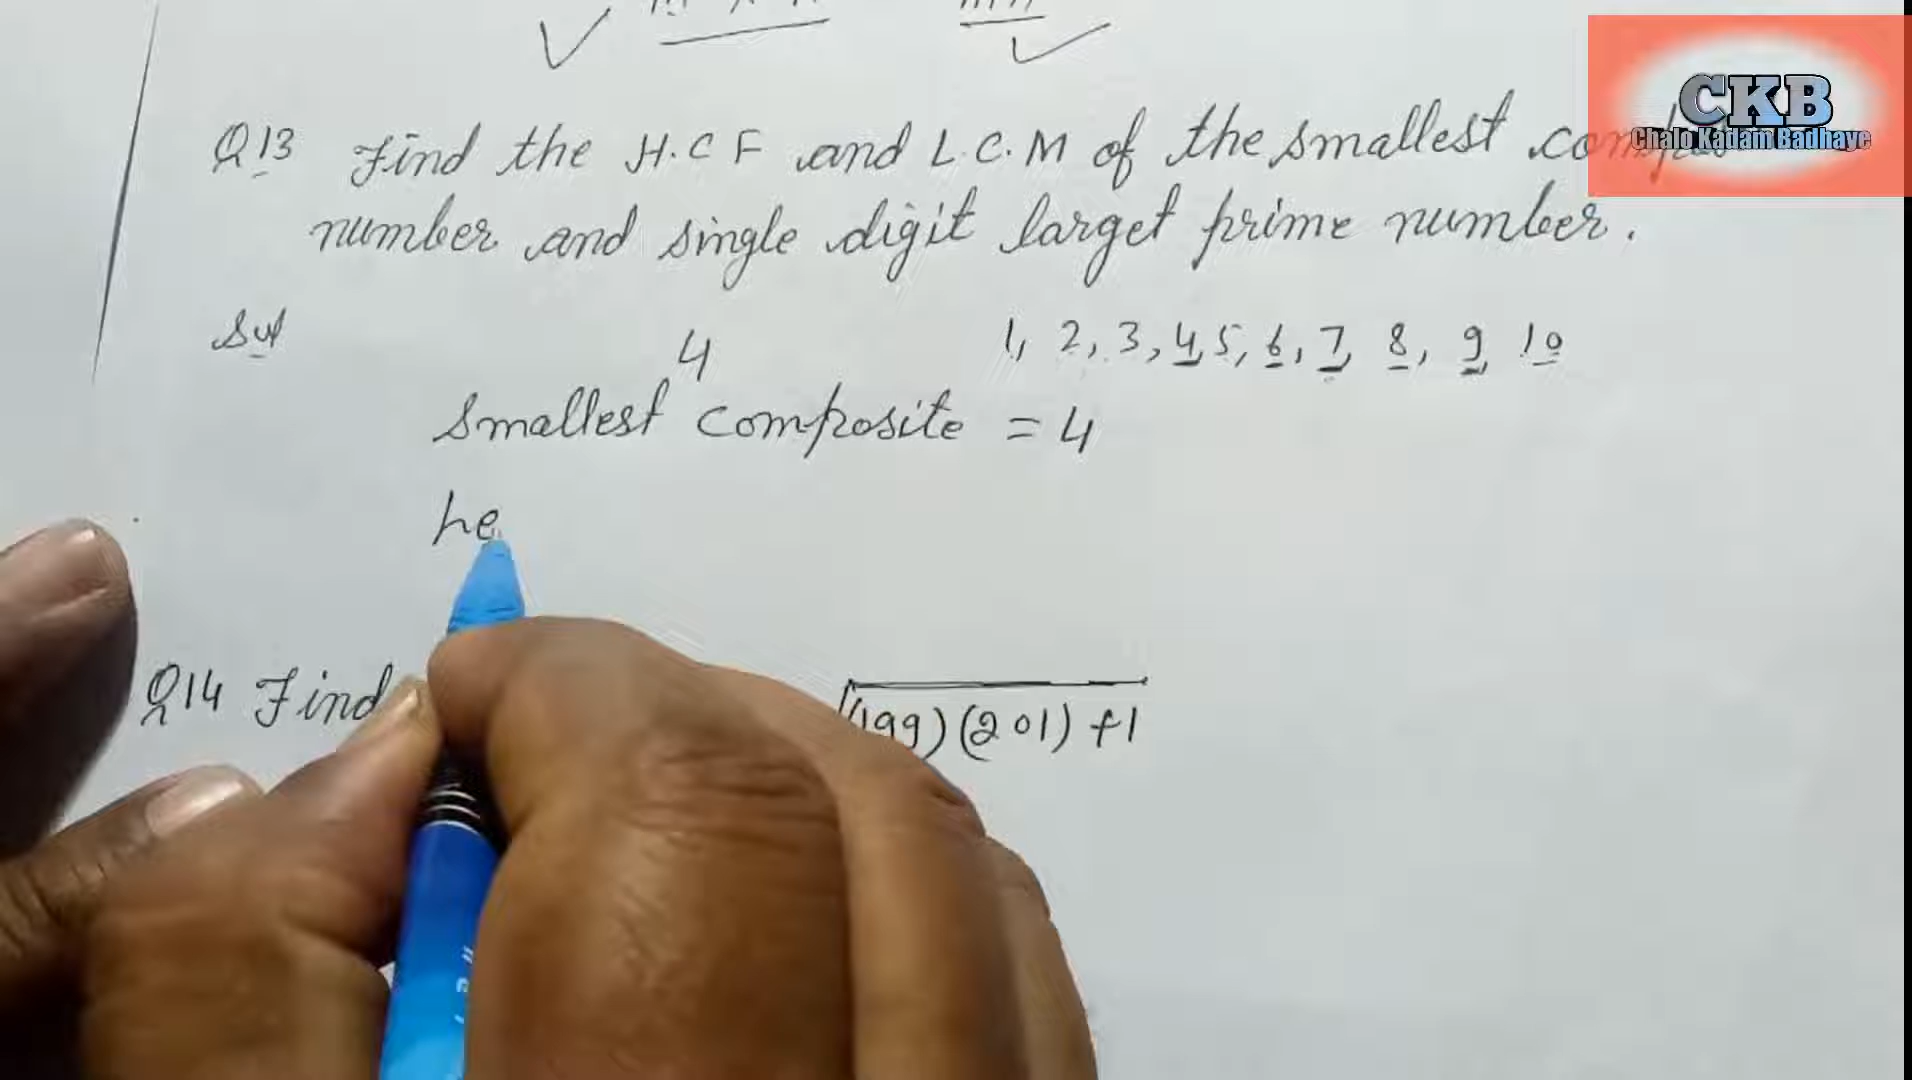 Q13 Find the H.C.F and L.C.M of the smallest
number and single digit larget prime number.
4
1, 2, 3, 4, 5, 6, 7, 8, 9, 10
Smallest composite = 4
he
Q14 Find
√(199)(201)+1
CKB
Chalo Kadam Badhaye